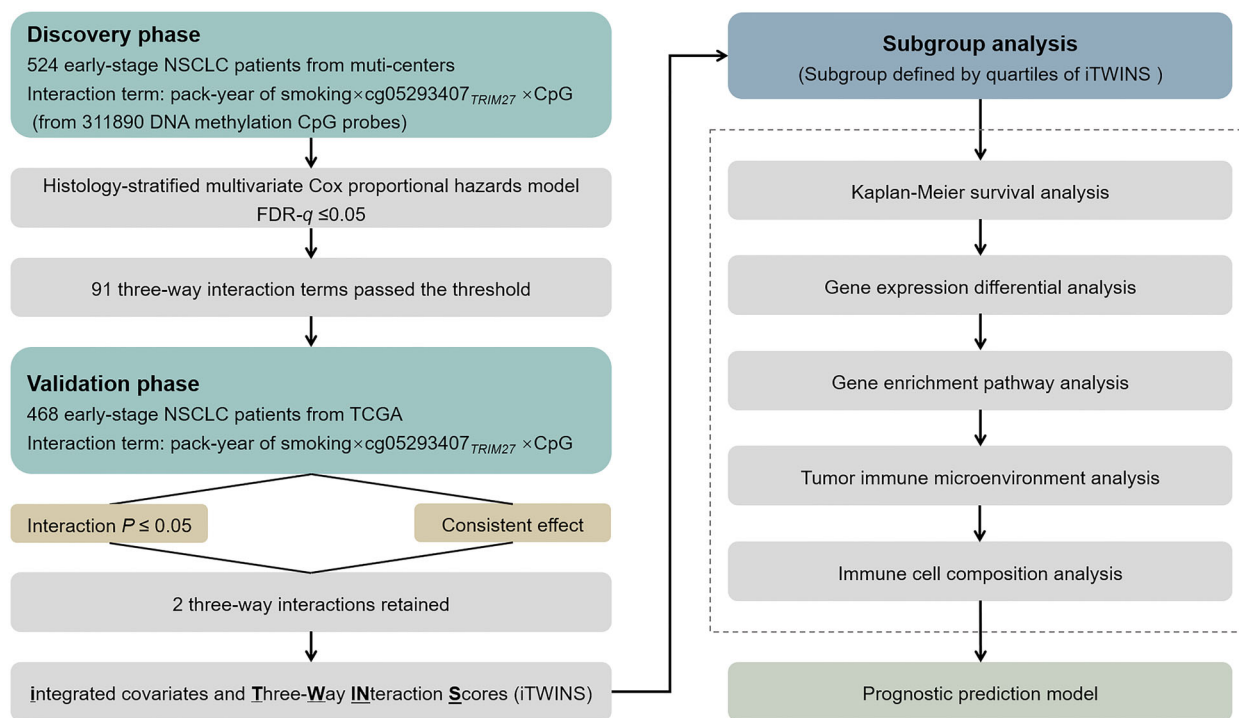 Discovery phase
524 early-stage NSCLC patients from muti-centers
Interaction term: pack-year of smoking×cg05293407TRIM27 ×CpG
(from 311890 DNA methylation CpG probes)
Histology-stratified multivariate Cox proportional hazards model
FDR-q ≤0.05
91 three-way interaction terms passed the threshold
Validation phase
468 early-stage NSCLC patients from TCGA
Interaction term: pack-year of smoking×cg05293407TRIM27 ×CpG
Interaction P ≤ 0.05
Consistent effect
2 three-way interactions retained
integrated covariates and Three-Way INteraction Scores (iTWINS)
Subgroup analysis
(Subgroup defined by quartiles of iTWINS )
Kaplan-Meier survival analysis
Gene expression differential analysis
Gene enrichment pathway analysis
Tumor immune microenvironment analysis
Immune cell composition analysis
Prognostic prediction model